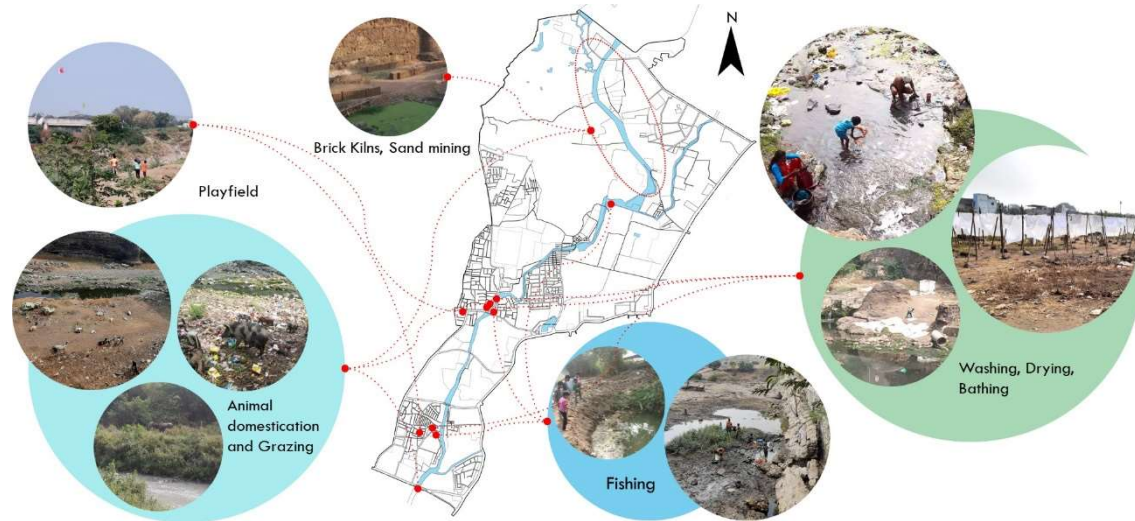 N
Brick Kilns, Sand mining
Playfield
Washing, Drying,
Bathing
Animal
domestication
and Grazing
Fishing